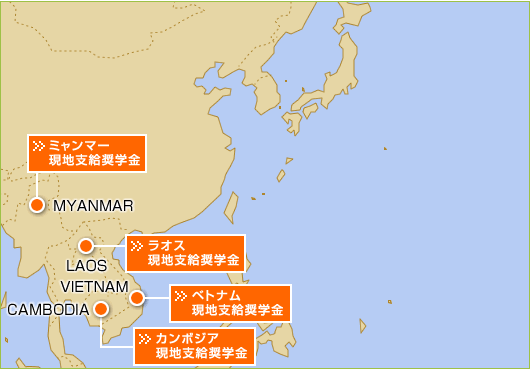 ミャンマー
現地支給奨学金
MYANMAR
ラオス
現地支給奨学金
LAOS
VIETNAM
ベトナム
現地支給奨学金
CAMBODIA
カンボジア
現地支給奨学金